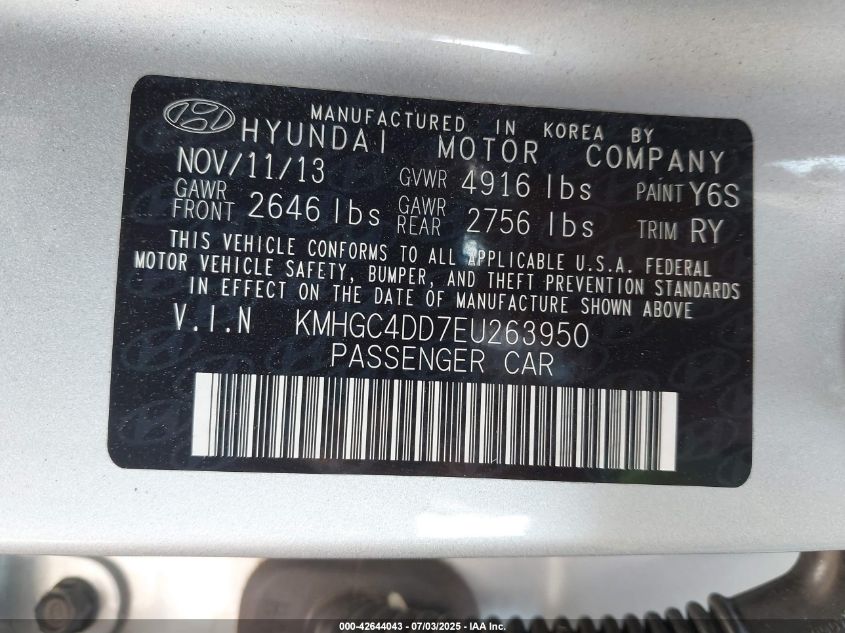 MANUFACTURED IN KOREA BY
HYUNDAI MOTOR COMPANY
NOV/11/13 GVWR 4916 lbs PAINT Y6S
GAWR FRONT 2646 lbs GAWR REAR 2756 lbs TRIM RY
THIS VEHICLE CONFORMS TO ALL APPLICABLE U.S.A. FEDERAL
MOTOR VEHICLE SAFETY, BUMPER, AND THEFT PREVENTION STANDARDS
IN EFFECT ON THE DATE OF MANUFACTURE SHOWN ABOVE
V.I.N KMHGC4DD7EU263950
PASSENGER CAR
000-42644043 / 07/03/2025 - IAA Inc.